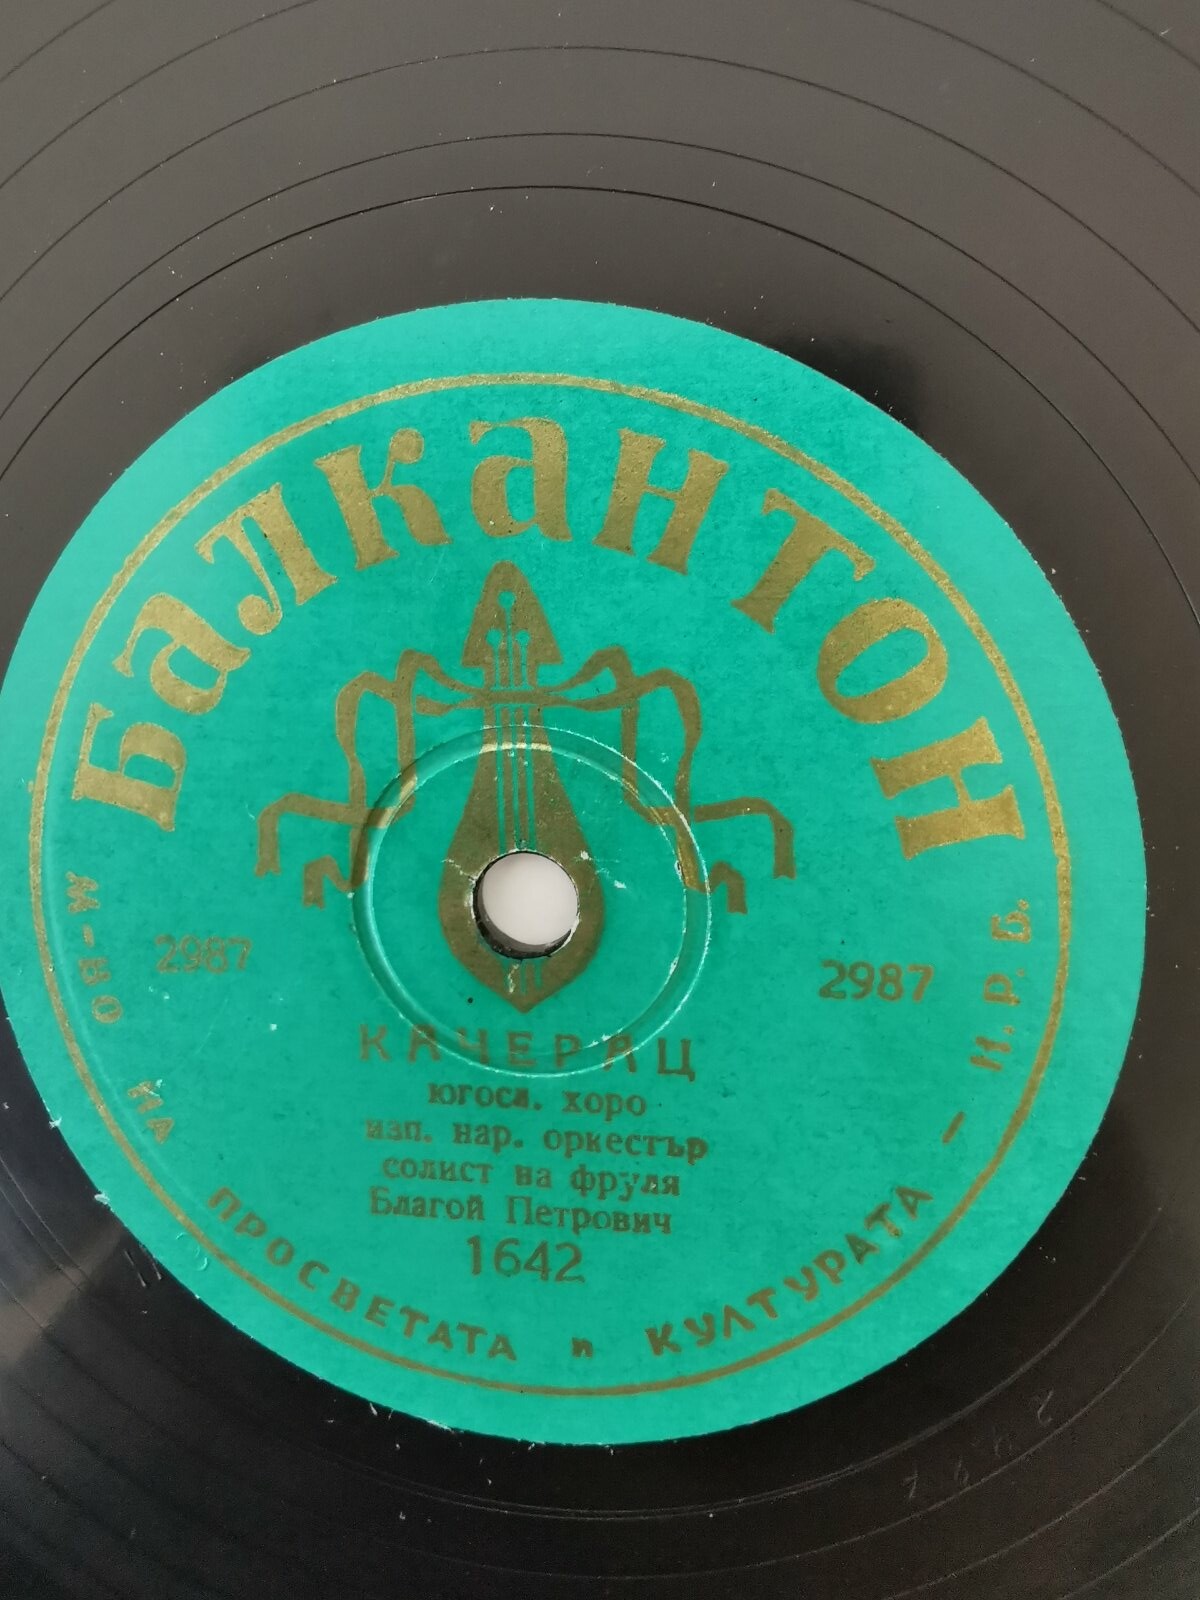 Балкантон
2987
2987
КАЧЕРАЦ
югосл. хоро
изп. нар. оркестър
солист на фруля
Благой Петрович
1642
М-ВО НА ПРОСВЕТАТА и КУЛТУРАТА – Н.Р.Б.